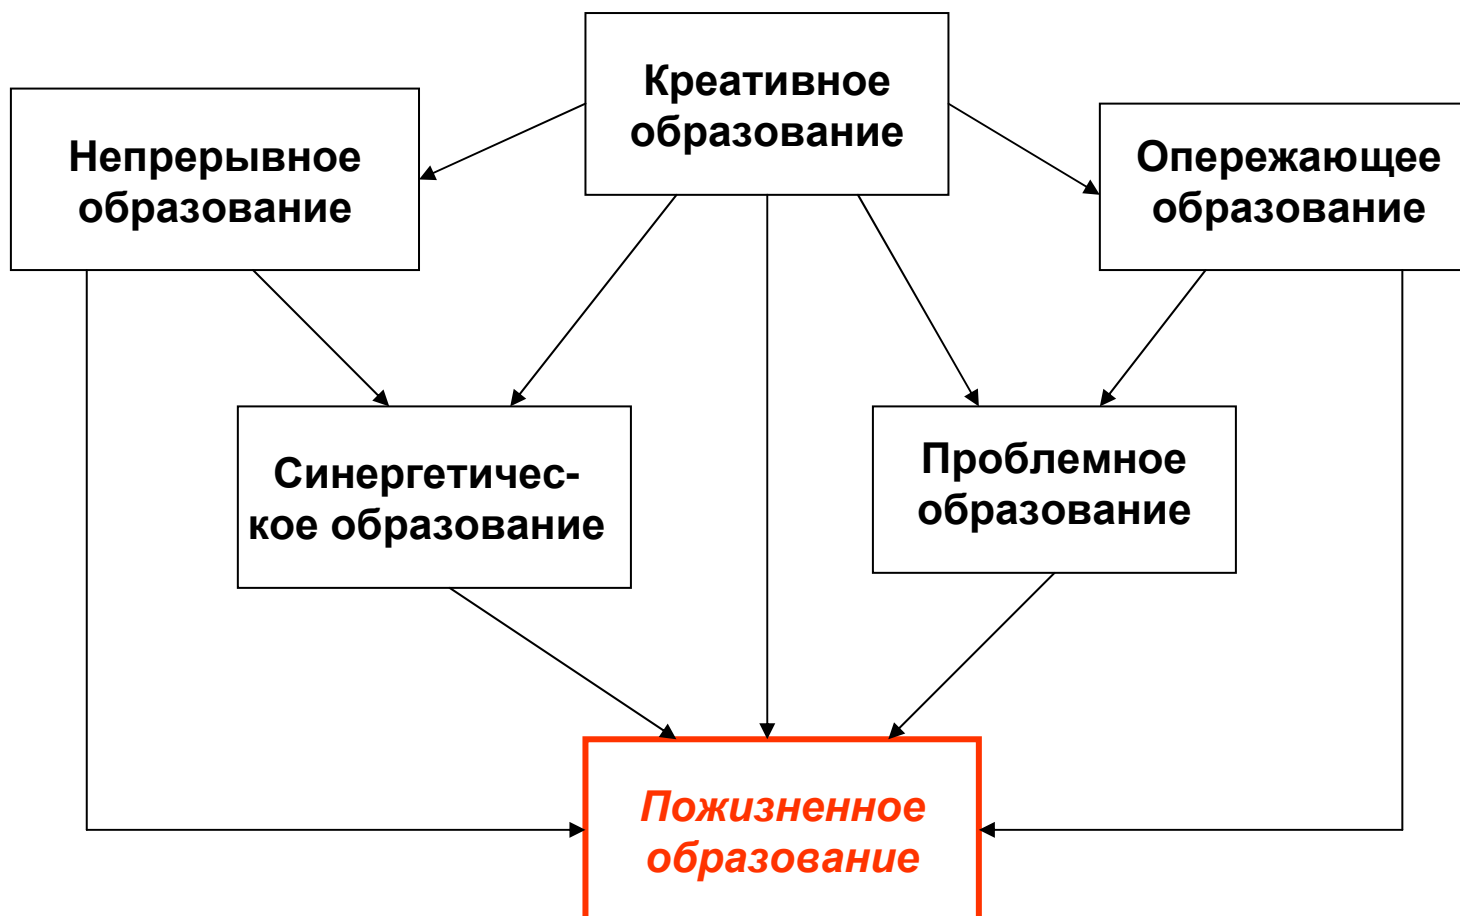 Креативное
образование
Непрерывное
образование
Опережающее
образование
Синергетичес-
кое образование
Проблемное
образование
Пожизненное
образование